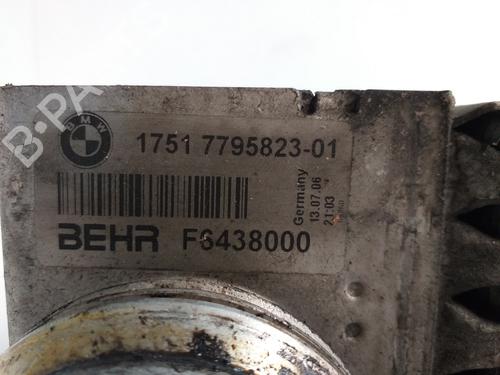 B-PA
BMW
1751 7795823-01
Germany
13.07.06
21:03
BEHR F6438000